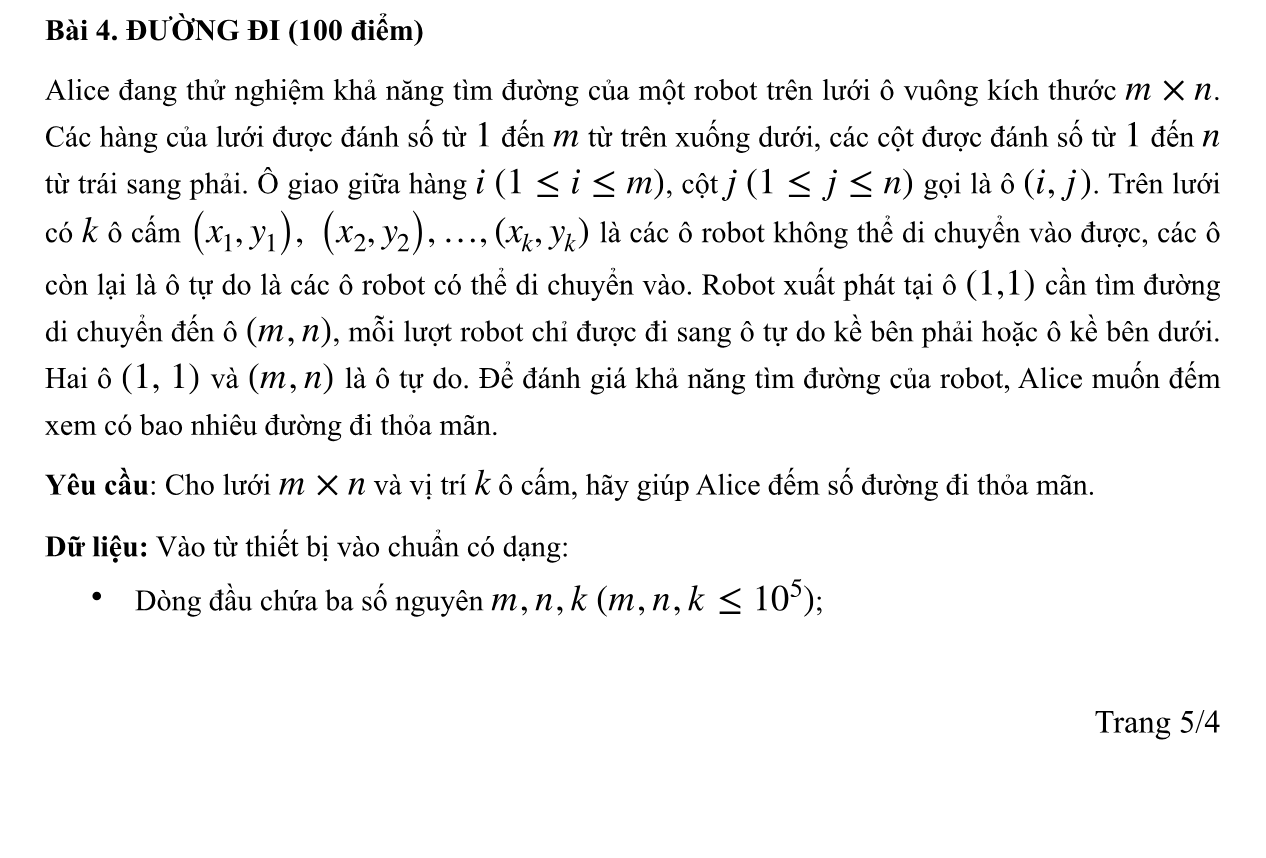 Bài 4. ĐƯỜNG ĐI (100 điểm)
Alice đang thử nghiệm khả năng tìm đường của một robot trên lưới ô vuông kích thước m × n.
Các hàng của lưới được đánh số từ 1 đến m từ trên xuống dưới, các cột được đánh số từ 1 đến n
từ trái sang phải. Ô giao giữa hàng i (1 ≤ i ≤ m), cột j (1 ≤ j ≤ n) gọi là ô (i, j). Trên lưới
có k ô cấm (x₁, y₁), (x₂, y₂), …, (xₖ, yₖ) là các ô robot không thể di chuyển vào được, các ô
còn lại là ô tự do là các ô robot có thể di chuyển vào. Robot xuất phát tại ô (1,1) cần tìm đường
di chuyển đến ô (m, n), mỗi lượt robot chỉ được đi sang ô tự do kề bên phải hoặc ô kề bên dưới.
Hai ô (1, 1) và (m, n) là ô tự do. Để đánh giá khả năng tìm đường của robot, Alice muốn đếm
xem có bao nhiêu đường đi thỏa mãn.
Yêu cầu: Cho lưới m × n và vị trí k ô cấm, hãy giúp Alice đếm số đường đi thỏa mãn.
Dữ liệu: Vào từ thiết bị vào chuẩn có dạng:
• Dòng đầu chứa ba số nguyên m, n, k (m, n, k ≤ 10⁵);
Trang 5/4